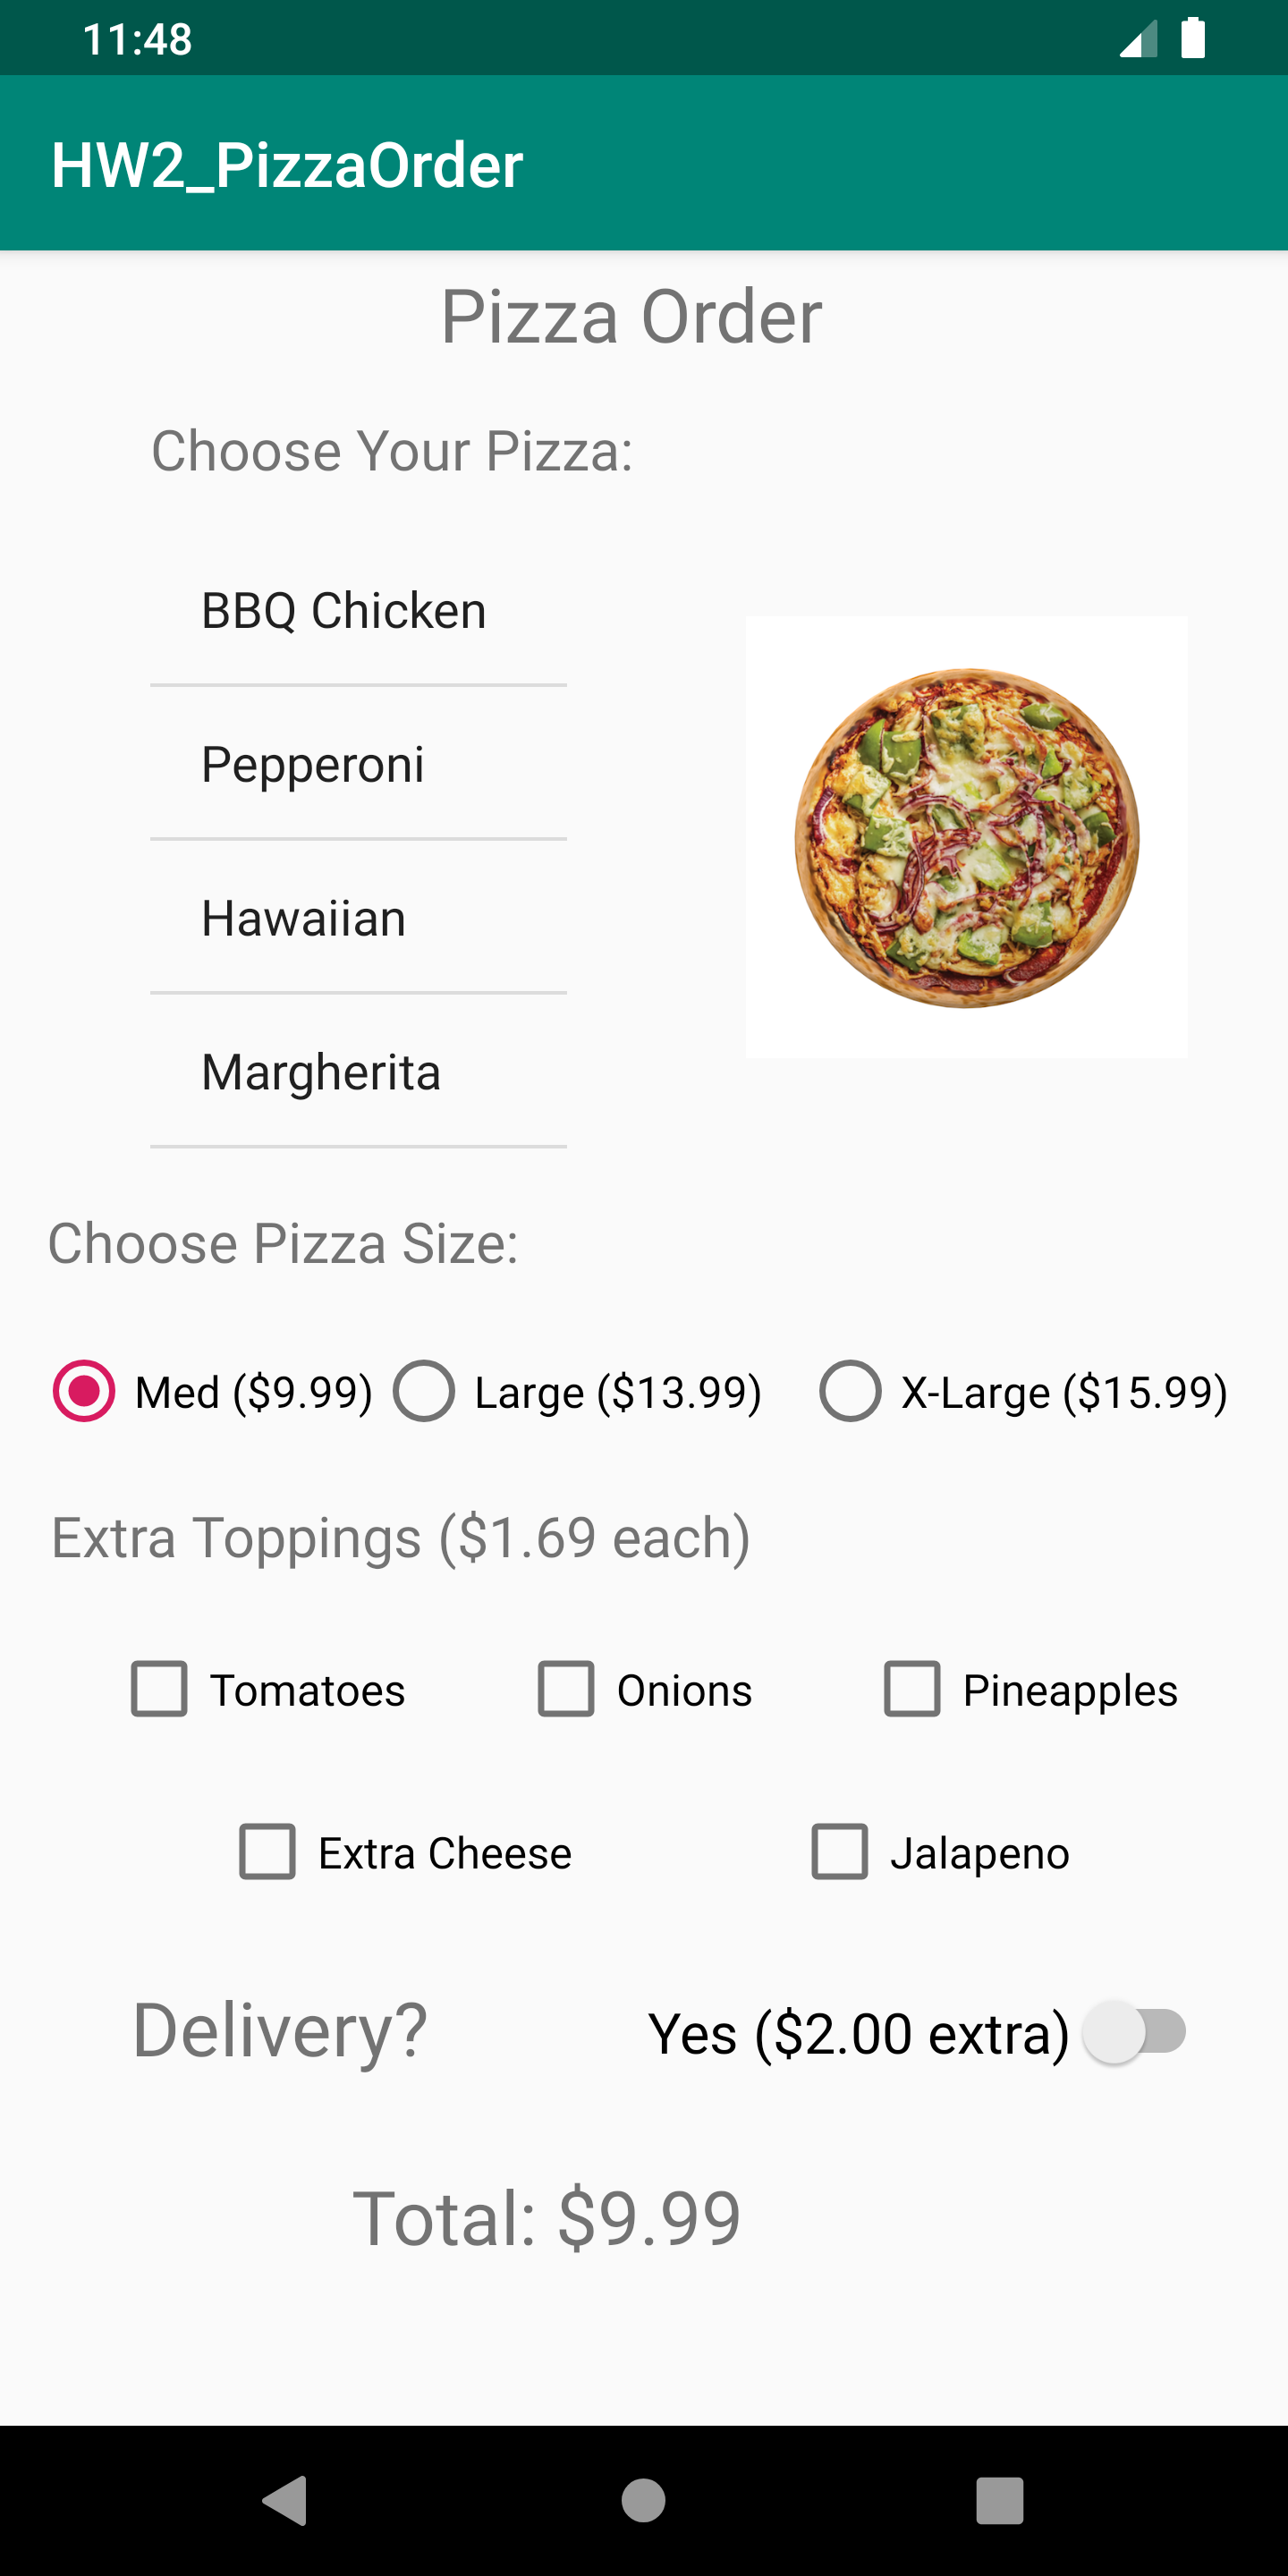 11:48
HW2_PizzaOrder
Pizza Order
Choose Your Pizza:
BBQ Chicken
Pepperoni
Hawaiian
Margherita
Choose Pizza Size:
Med ($9.99) Large ($13.99) X-Large ($15.99)
Extra Toppings ($1.69 each)
Tomatoes Onions Pineapples
Extra Cheese Jalapeno
Delivery? Yes ($2.00 extra)
Total: $9.99